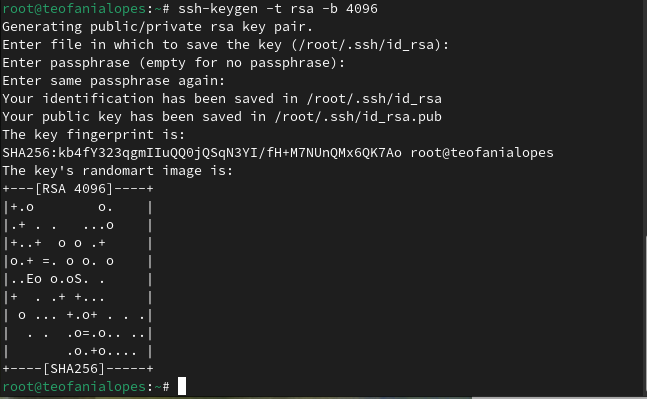 root@teofanialopes:~# ssh-keygen -t rsa -b 4096
Generating public/private rsa key pair.
Enter file in which to save the key (/root/.ssh/id_rsa):
Enter passphrase (empty for no passphrase):
Enter same passphrase again:
Your identification has been saved in /root/.ssh/id_rsa
Your public key has been saved in /root/.ssh/id_rsa.pub
The key fingerprint is:
SHA256:kb4fY323qgmIIuQQ0jQSqN3YI/fH+M7NUnQMx6QK7Ao root@teofanialopes
The key's randomart image is:
+---[RSA 4096]----+
|+.o        o.    |
|.+ . .   ...o    |
|+..+  o o .+     |
|o.+ =. o o. o    |
|..Eo o.oS. .     |
|+  . .+ +...     |
| o ... +.o+ . . .|
|  . .  .o=.o.. ..|
|       .o.+o.... |
+----[SHA256]-----+
root@teofanialopes:~#